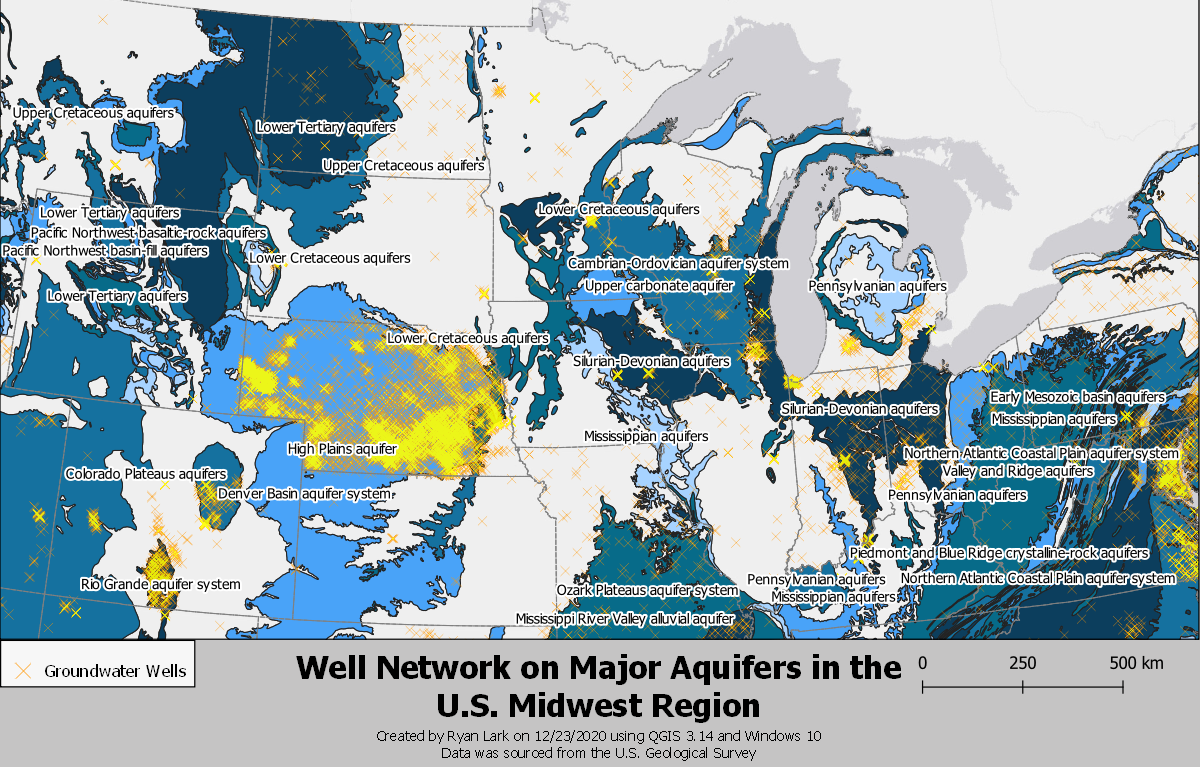 Upper Cretaceous aquifers
Lower Tertiary aquifers
Upper Cretaceous aquifers
Lower Tertiary aquifers
Lower Cretaceous aquifers
Pacific Northwest basaltic-rock aquifers
Pacific Northwest basin-fill aquifers
Lower Cretaceous aquifers
Cambrian-Ordovician aquifer system
Upper carbonate aquifer
Pennsylvanian aquifers
Lower Tertiary aquifers
Lower Cretaceous aquifers
Silurian-Devonian aquifers
Early Mesozoic basin aquifers
Silurian-Devonian aquifers
Mississippian aquifers
Mississippian aquifers
High Plains aquifer
Northern Atlantic Coastal Plain aquifer system
Valley and Ridge aquifers
Colorado Plateaus aquifers
Denver Basin aquifer system
Pennsylvanian aquifers
Piedmont and Blue Ridge crystalline-rock aquifers
Pennsylvanian aquifers
Northern Atlantic Coastal Plain aquifer system
Rio Grande aquifer system
Ozark Plateaus aquifer system
Mississippian aquifers
Mississippi River Valley alluvial aquifer
Groundwater Wells
Well Network on Major Aquifers in the
U.S. Midwest Region
0 250 500 km
Created by Ryan Lark on 12/23/2020 using QGIS 3.14 and Windows 10
Data was sourced from the U.S. Geological Survey